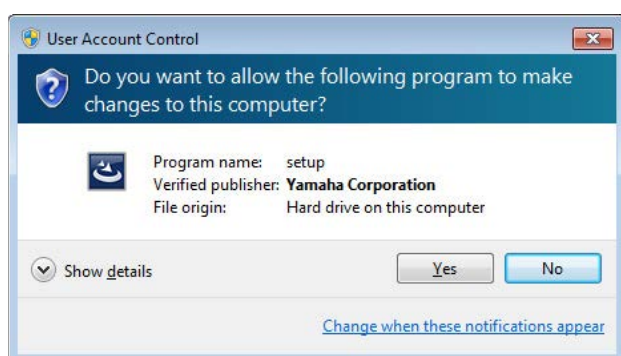 User Account Control
Do you want to allow the following program to make
changes to this computer?
Program name: setup
Verified publisher: Yamaha Corporation
File origin: Hard drive on this computer
Show details
Yes
No
Change when these notifications appear